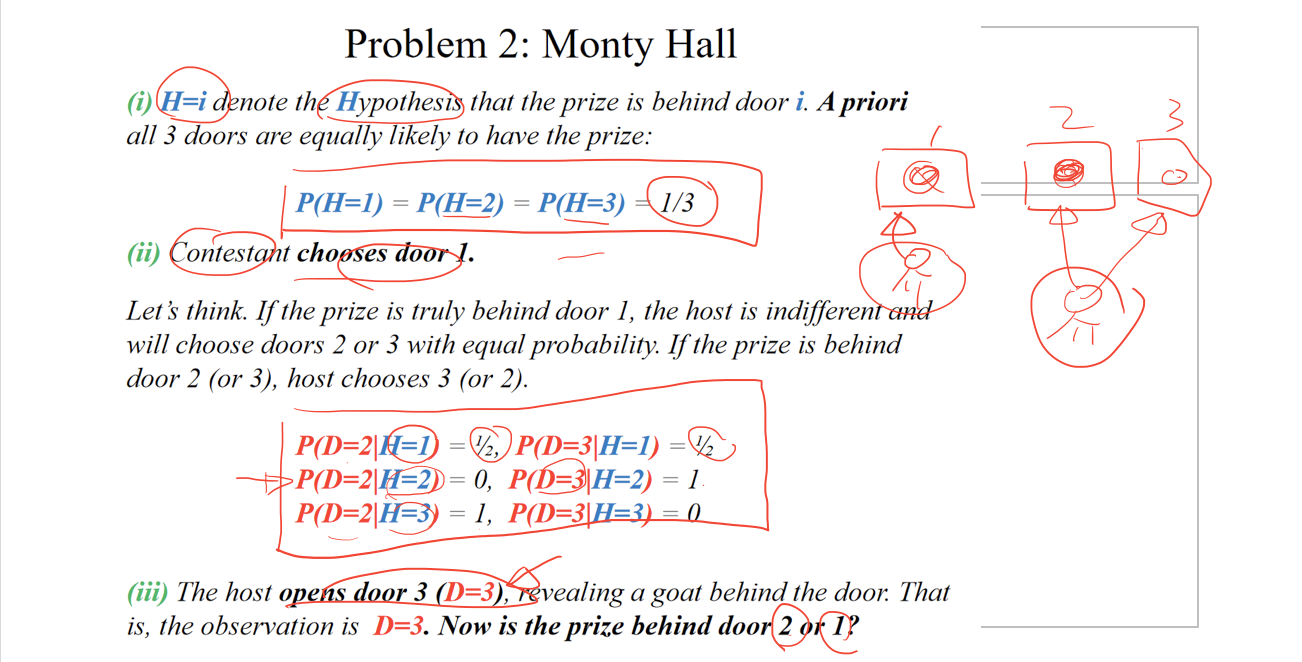 Problem 2: Monty Hall
(i) H=i denote the Hypothesis that the prize is behind door i. A priori
all 3 doors are equally likely to have the prize:
P(H=1) = P(H=2) = P(H=3) = 1/3
(ii) Contestant chooses door 1.
Let's think. If the prize is truly behind door 1, the host is indifferent and
will choose doors 2 or 3 with equal probability. If the prize is behind
door 2 (or 3), host chooses 3 (or 2).
P(D=2|H=1) = ½, P(D=3|H=1) = ½
P(D=2|H=2) = 0, P(D=3|H=2) = 1
P(D=2|H=3) = 1, P(D=3|H=3) = 0
(iii) The host opens door 3 (D=3), revealing a goat behind the door. That
is, the observation is D=3. Now is the prize behind door 2 or 1?
1 2 3